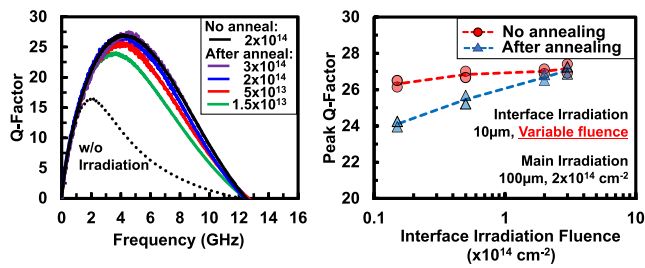 Q-Factor
30
25
20
15
10
5
0
No anneal:
2x10¹⁴
After anneal:
3x10¹⁴
2x10¹⁴
5x10¹³
1.5x10¹³
w/o
Irradiation
0 2 4 6 8 10 12 14 16
Frequency (GHz)
Peak Q-Factor
30
28
26
24
22
20
No annealing
After annealing
Interface Irradiation
10µm, Variable fluence
Main Irradiation
100µm, 2x10¹⁴ cm⁻²
0.1 1 10
Interface Irradiation Fluence
(x10¹⁴ cm⁻²)